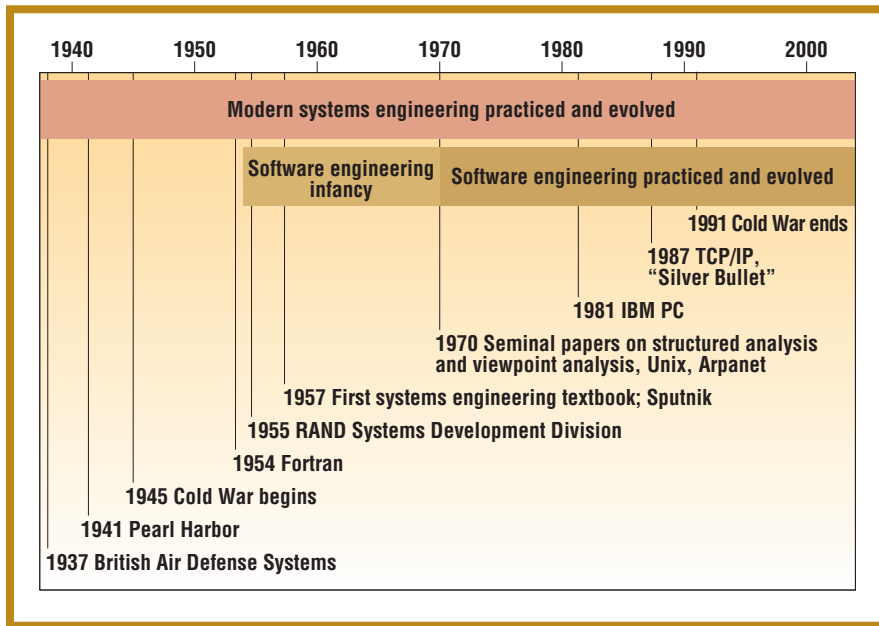 1940 1950 1960 1970 1980 1990 2000
Modern systems engineering practiced and evolved
Software engineering
infancy
Software engineering practiced and evolved
1991 Cold War ends
1987 TCP/IP,
“Silver Bullet”
1981 IBM PC
1970 Seminal papers on structured analysis
and viewpoint analysis, Unix, Arpanet
1957 First systems engineering textbook; Sputnik
1955 RAND Systems Development Division
1954 Fortran
1945 Cold War begins
1941 Pearl Harbor
1937 British Air Defense Systems